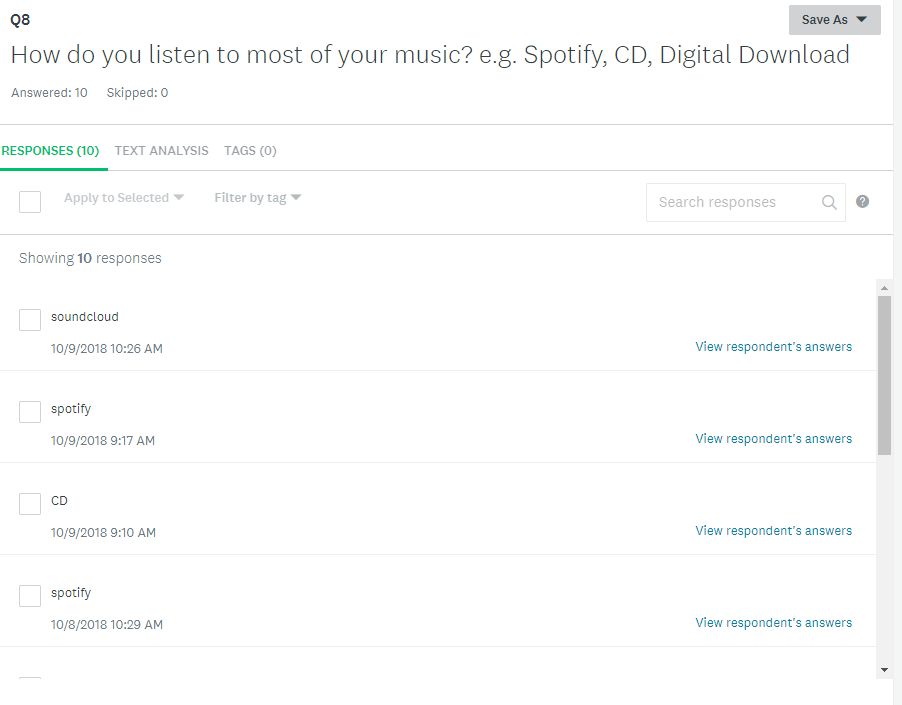 Q8
Save As
How do you listen to most of your music? e.g. Spotify, CD, Digital Download
Answered: 10 Skipped: 0
RESPONSES (10) TEXT ANALYSIS TAGS (0)
Apply to Selected Filter by tag Search responses ?
Showing 10 responses
soundcloud
10/9/2018 10:26 AM View respondent's answers
spotify
10/9/2018 9:17 AM View respondent's answers
CD
10/9/2018 9:10 AM View respondent's answers
spotify
10/8/2018 10:29 AM View respondent's answers